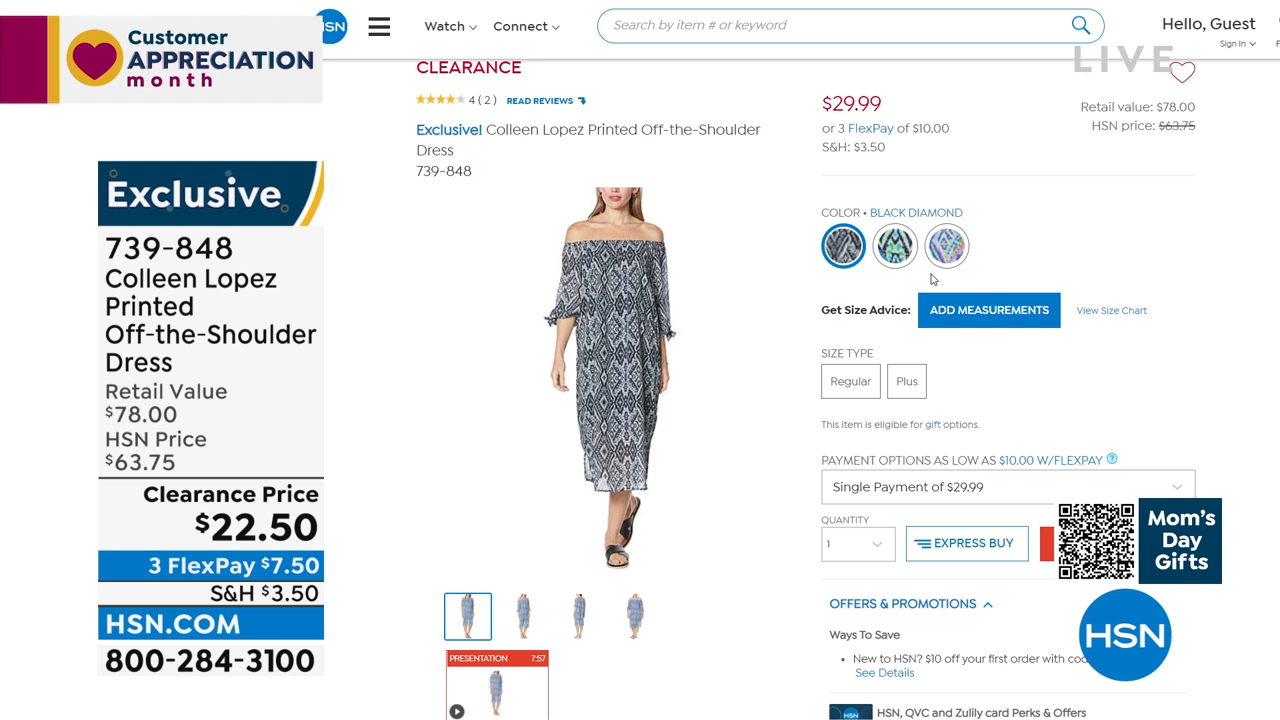 Customer
APPRECIATION
month
HSN
Watch
Connect
Search by item # or keyword
Hello, Guest
Sign In
LIVE
CLEARANCE
4 ( 2 ) READ REVIEWS
Exclusive! Colleen Lopez Printed Off-the-Shoulder
Dress
739-848
$29.99
or 3 FlexPay of $10.00
S&H: $3.50
Retail value: $78.00
HSN price: $63.75
COLOR • BLACK DIAMOND
Get Size Advice:
ADD MEASUREMENTS
View Size Chart
SIZE TYPE
Regular
Plus
This item is eligible for gift options.
PAYMENT OPTIONS AS LOW AS $10.00 W/FLEXPAY ?
Single Payment of $29.99
QUANTITY
1
EXPRESS BUY
OFFERS & PROMOTIONS
Ways To Save
• New to HSN? $10 off your first order with
See Details
HSN
HSN, QVC and Zulily card Perks & Offers
PRESENTATION 7:57
Exclusive
739-848
Colleen Lopez
Printed
Off-the-Shoulder
Dress
Retail Value
$78.00
HSN Price
$63.75
Clearance Price
$22.50
3 FlexPay $7.50
S&H $3.50
HSN.COM
800-284-3100
Mom's
Day
Gifts
HSN